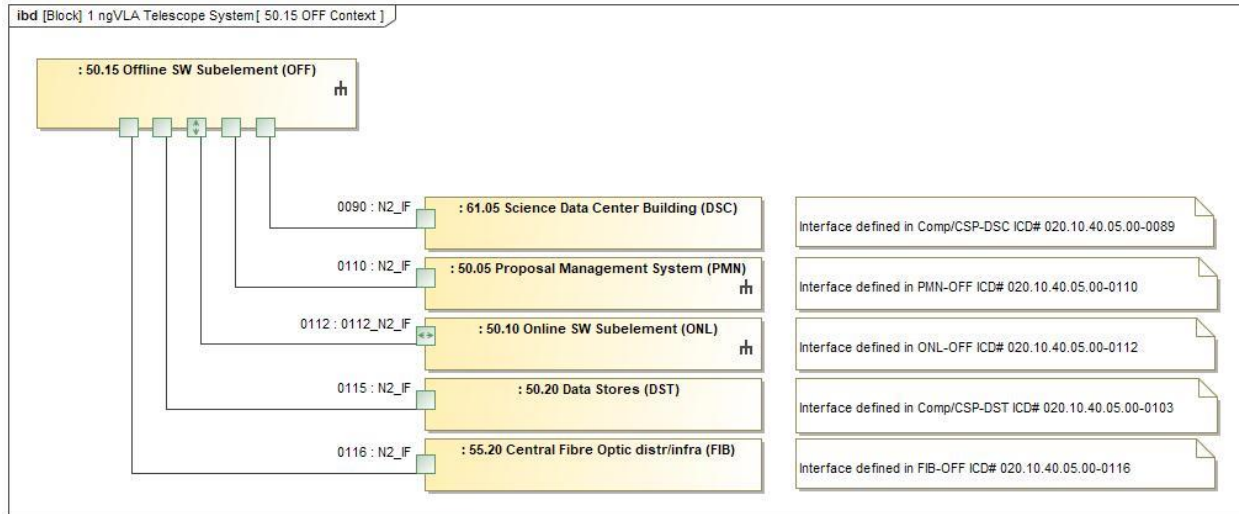 ibd [Block] 1 ngVLA Telescope System[ 50.15 OFF Context ]
: 50.15 Offline SW Subelement (OFF)
0090 : N2_IF
: 61.05 Science Data Center Building (DSC)
Interface defined in Comp/CSP-DSC ICD# 020.10.40.05.00-0089
0110 : N2_IF
: 50.05 Proposal Management System (PMN)
Interface defined in PMN-OFF ICD# 020.10.40.05.00-0110
0112 : 0112_N2_IF
: 50.10 Online SW Subelement (ONL)
Interface defined in ONL-OFF ICD# 020.10.40.05.00-0112
0115 : N2_IF
: 50.20 Data Stores (DST)
Interface defined in Comp/CSP-DST ICD# 020.10.40.05.00-0103
0116 : N2_IF
: 55.20 Central Fibre Optic distr/infra (FIB)
Interface defined in FIB-OFF ICD# 020.10.40.05.00-0116